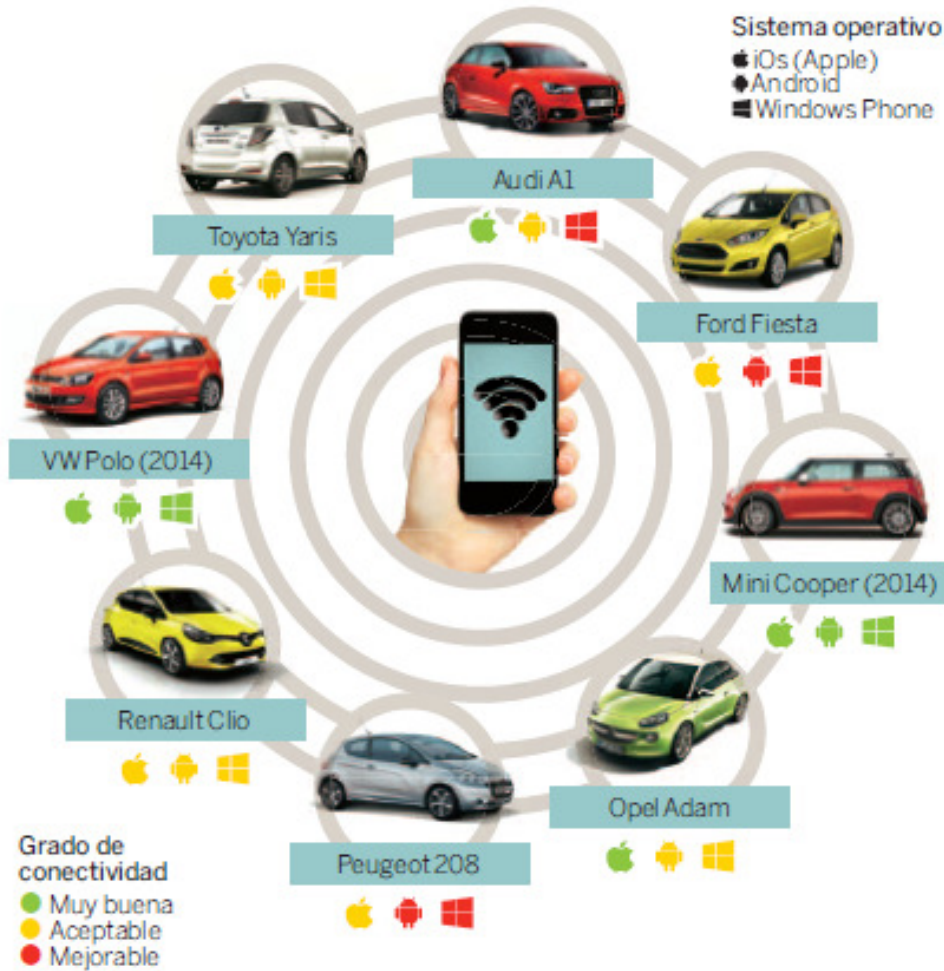 Sistema operativo
iOs (Apple)
Android
Windows Phone
Audi A1
Toyota Yaris
Ford Fiesta
VW Polo (2014)
Mini Cooper (2014)
Renault Clio
Opel Adam
Peugeot 208
Grado de
conectividad
Muy buena
Aceptable
Mejorable